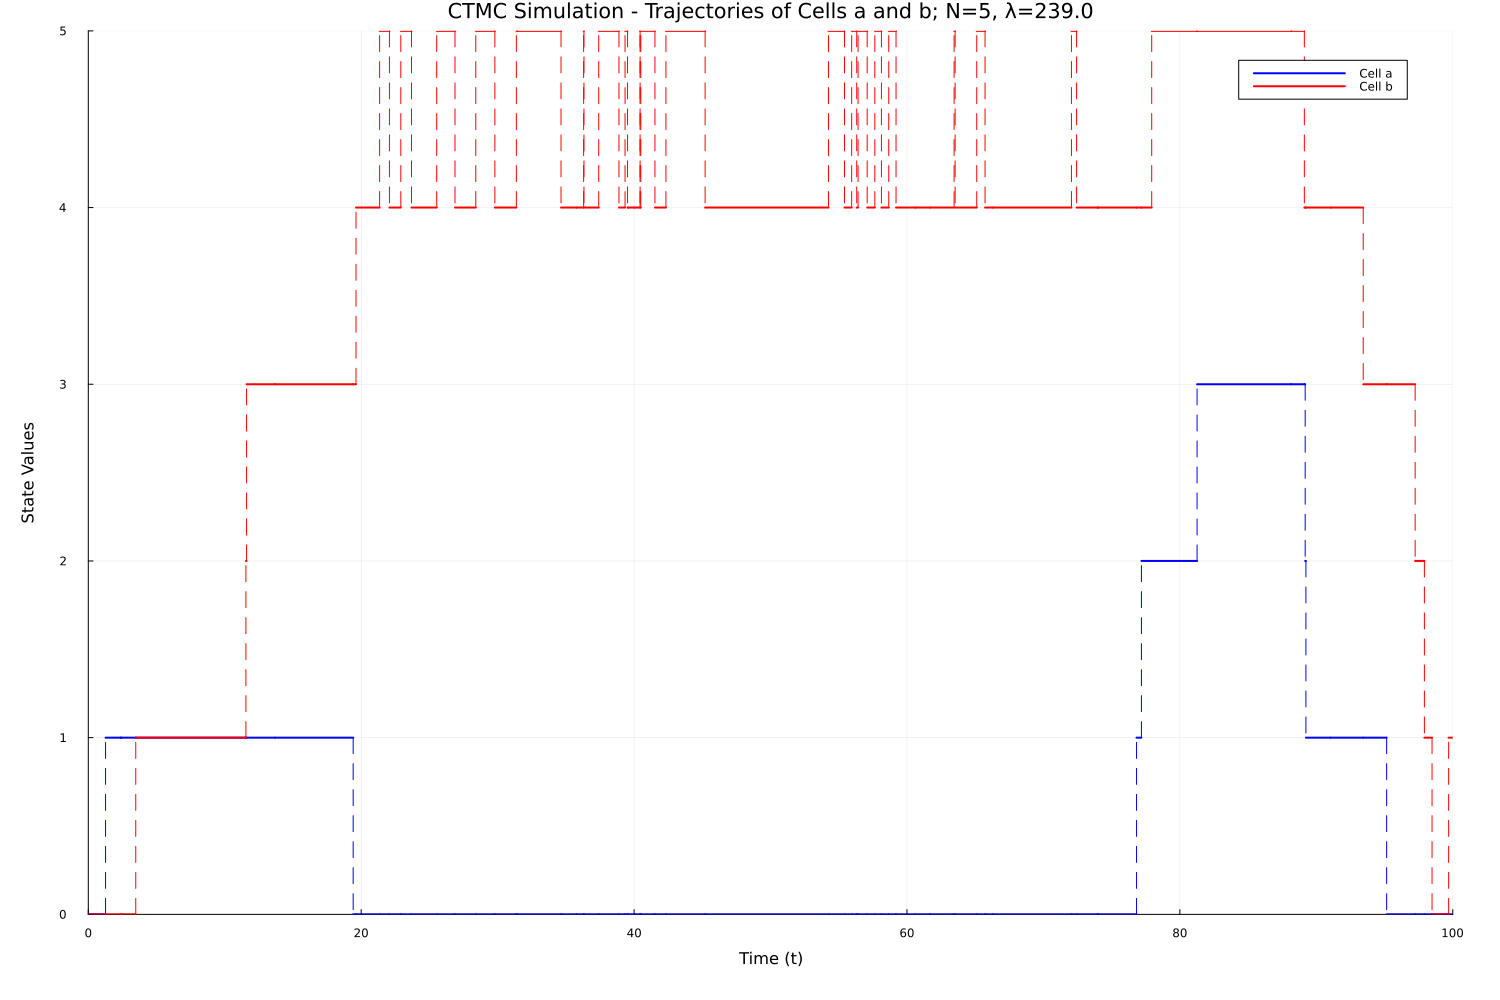 CTMC Simulation - Trajectories of Cells a and b; N=5, λ=239.0
5
Cell a
Cell b
4
3
State Values
2
1
0
0 20 40 60 80 100
Time (t)